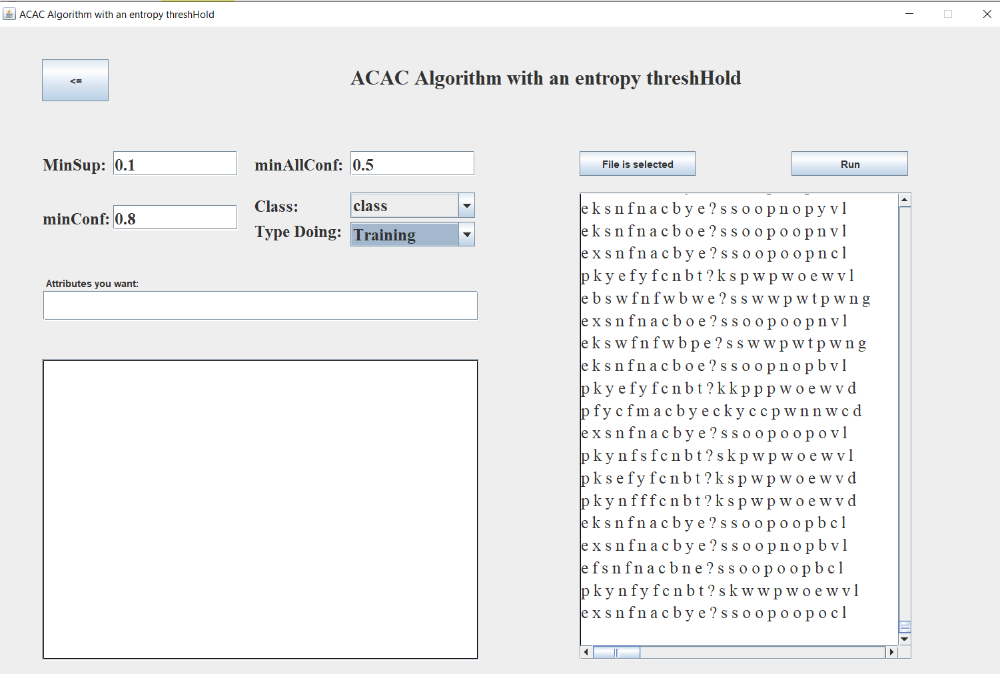 ACAC Algorithm with an entropy threshHold
<=
ACAC Algorithm with an entropy threshHold
MinSup: 0.1 minAllConf: 0.5
File is selected Run
minConf: 0.8
Class: class
Type Doing: Training
Attributes you want:
e k s n f n a c b y e ? s s o o p n o p y v l
e k s n f n a c b o e ? s s o o p o o p n v l
e x s n f n a c b y e ? s s o o p o o p n c l
p k y e f y f c n b t ? k s p w p w o e w v l
e b s w f n f w b w e ? s s w w p w t p w n g
e x s n f n a c b o e ? s s o o p o o p n v l
e k s w f n f w b p e ? s s w w p w t p w n g
e k s n f n a c b o e ? s s o o p n o p b v l
p k y e f y f c n b t ? k k p p p w o e w v d
p f y c f m a c b y e c k y c c p w n n w c d
e x s n f n a c b y e ? s s o o p o o p o v l
p k y n f s f c n b t ? s k p w p w o e w v l
p k s e f y f c n b t ? k s p w p w o e w v d
p k y n f f f c n b t ? k s p w p w o e w v d
e k s n f n a c b y e ? s s o o p o o p b c l
e x s n f n a c b y e ? s s o o p n o p b v l
e f s n f n a c b n e ? s s o o p o o p b c l
p k y n f y f c n b t ? s k w w p w o e w v l
e x s n f n a c b y e ? s s o o p o o p o c l